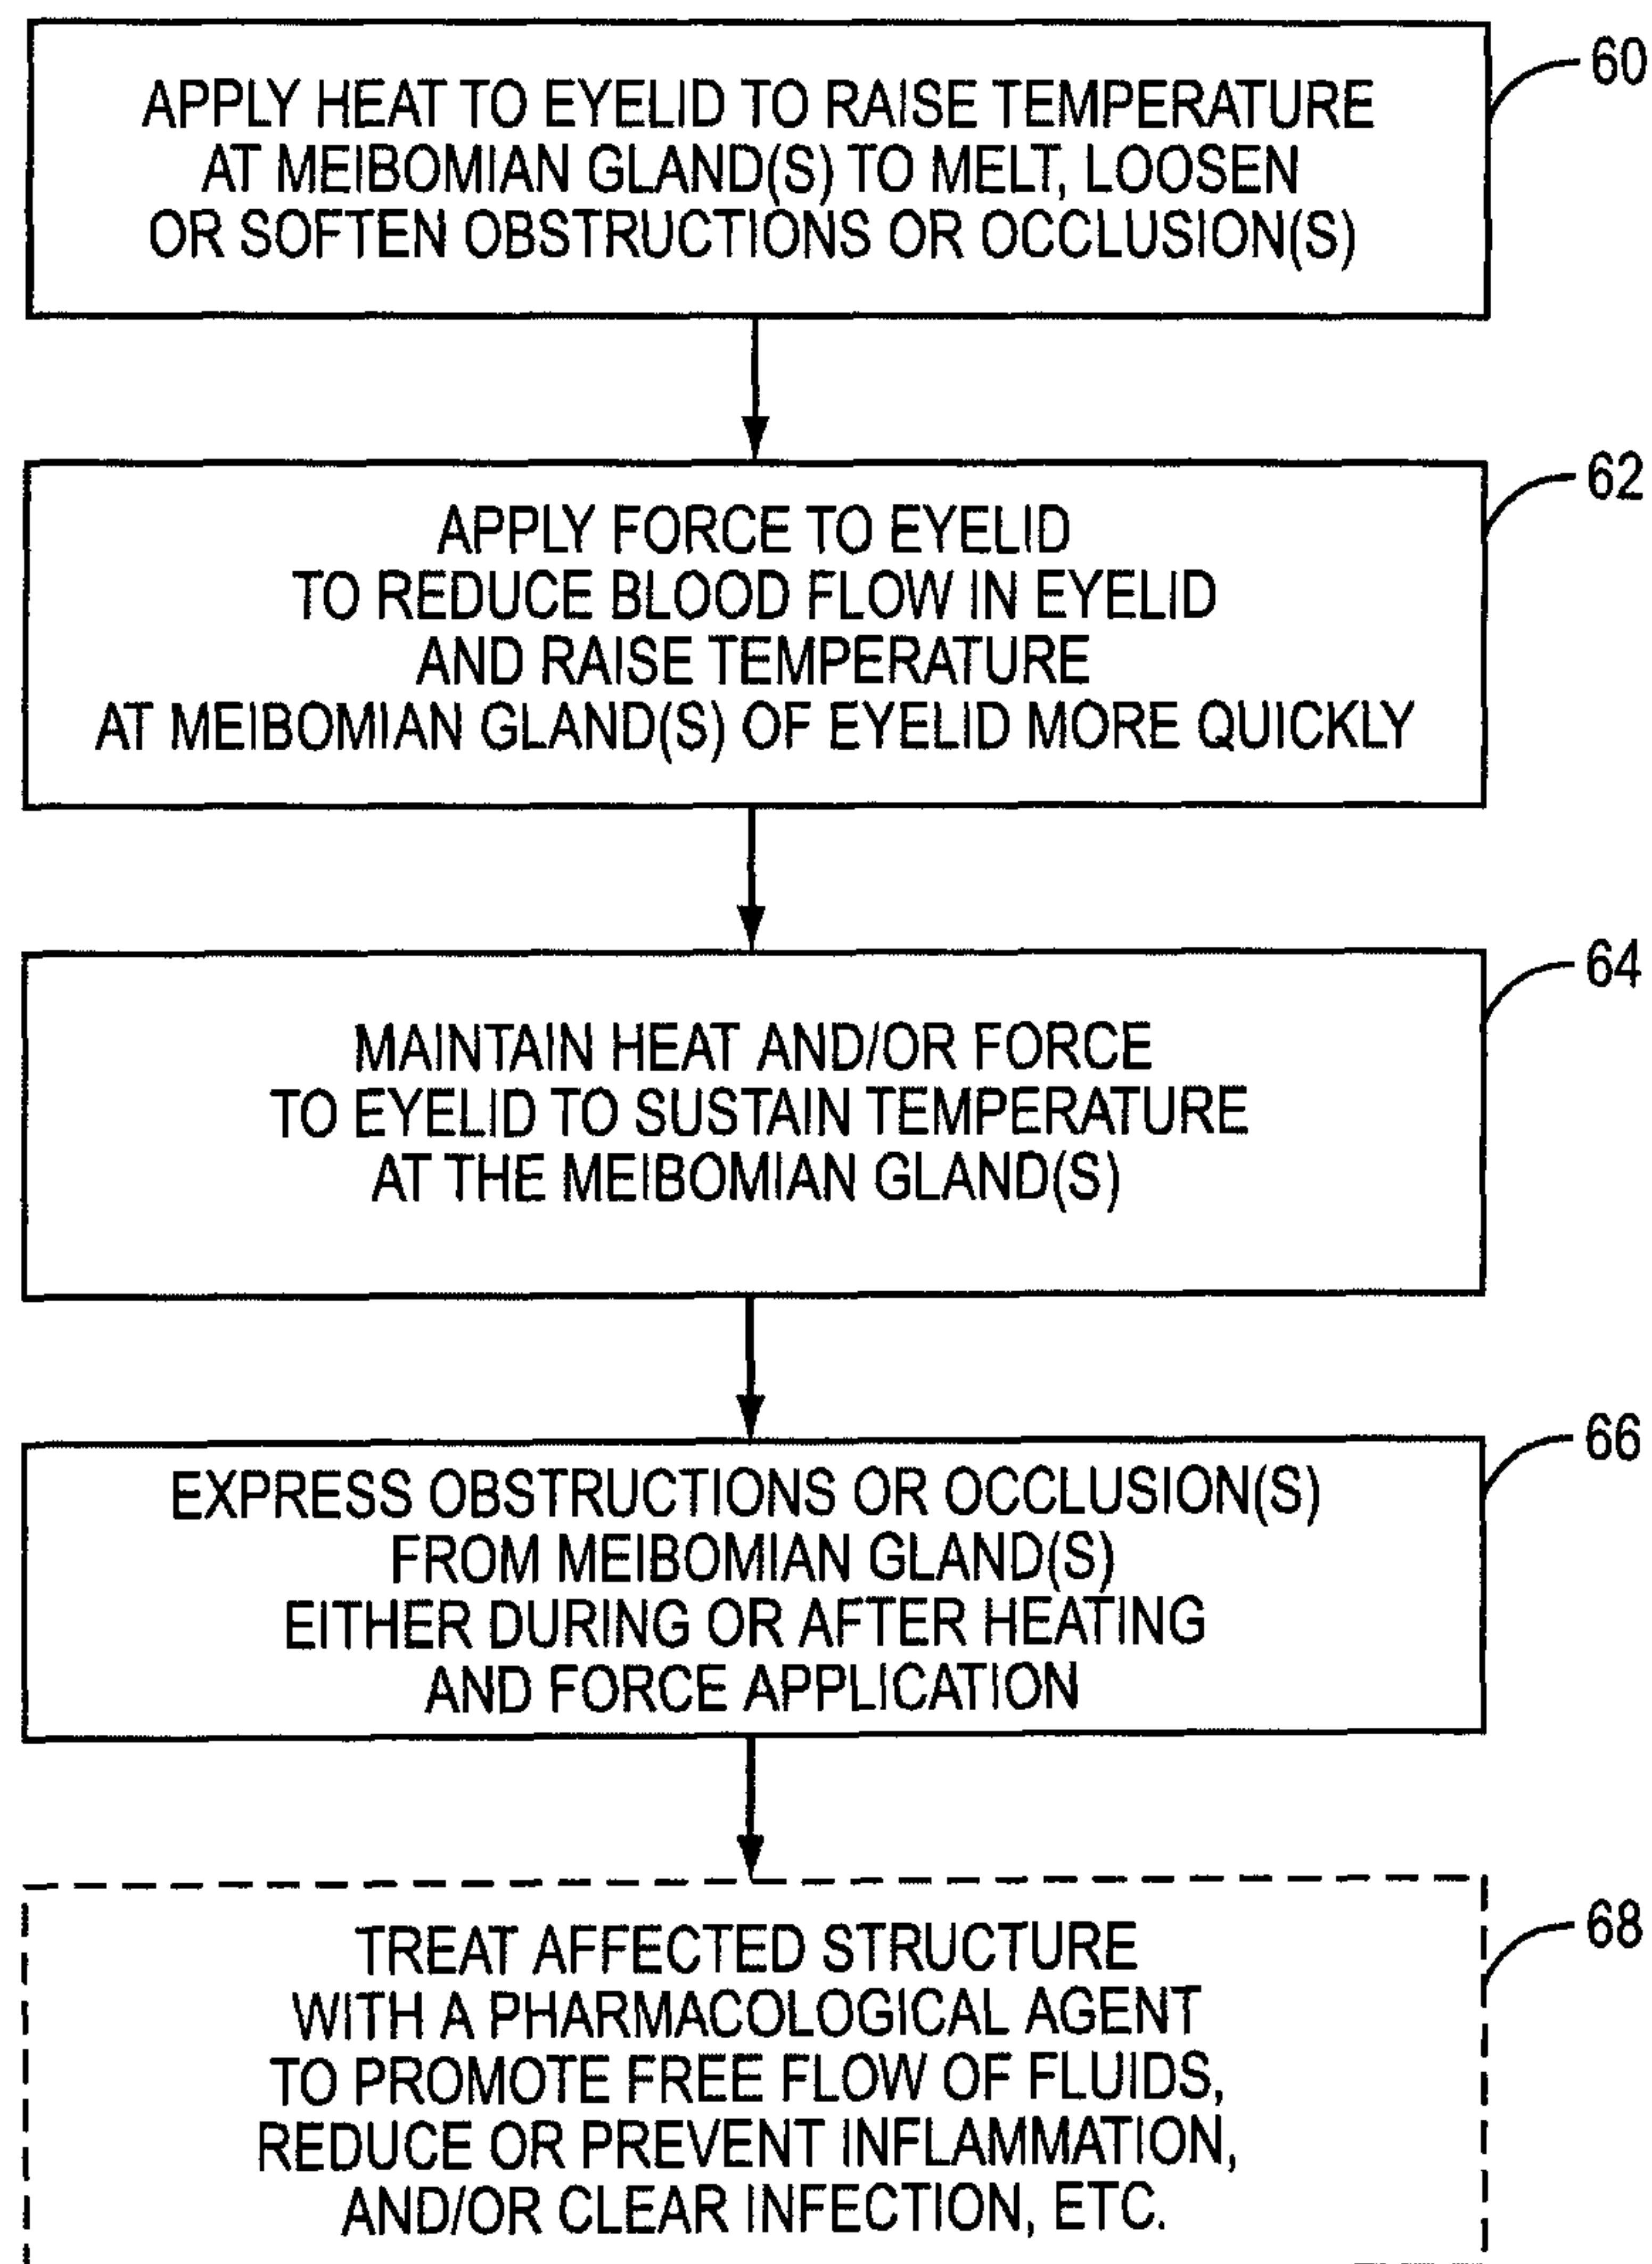 60
APPLY HEAT TO EYELID TO RAISE TEMPERATURE
AT MEIBOMIAN GLAND(S) TO MELT, LOOSEN
OR SOFTEN OBSTRUCTIONS OR OCCLUSION(S)
62
APPLY FORCE TO EYELID
TO REDUCE BLOOD FLOW IN EYELID
AND RAISE TEMPERATURE
AT MEIBOMIAN GLAND(S) OF EYELID MORE QUICKLY
64
MAINTAIN HEAT AND/OR FORCE
TO EYELID TO SUSTAIN TEMPERATURE
AT THE MEIBOMIAN GLAND(S)
66
EXPRESS OBSTRUCTIONS OR OCCLUSION(S)
FROM MEIBOMIAN GLAND(S)
EITHER DURING OR AFTER HEATING
AND FORCE APPLICATION
68
TREAT AFFECTED STRUCTURE
WITH A PHARMACOLOGICAL AGENT
TO PROMOTE FREE FLOW OF FLUIDS,
REDUCE OR PREVENT INFLAMMATION,
AND/OR CLEAR INFECTION, ETC.